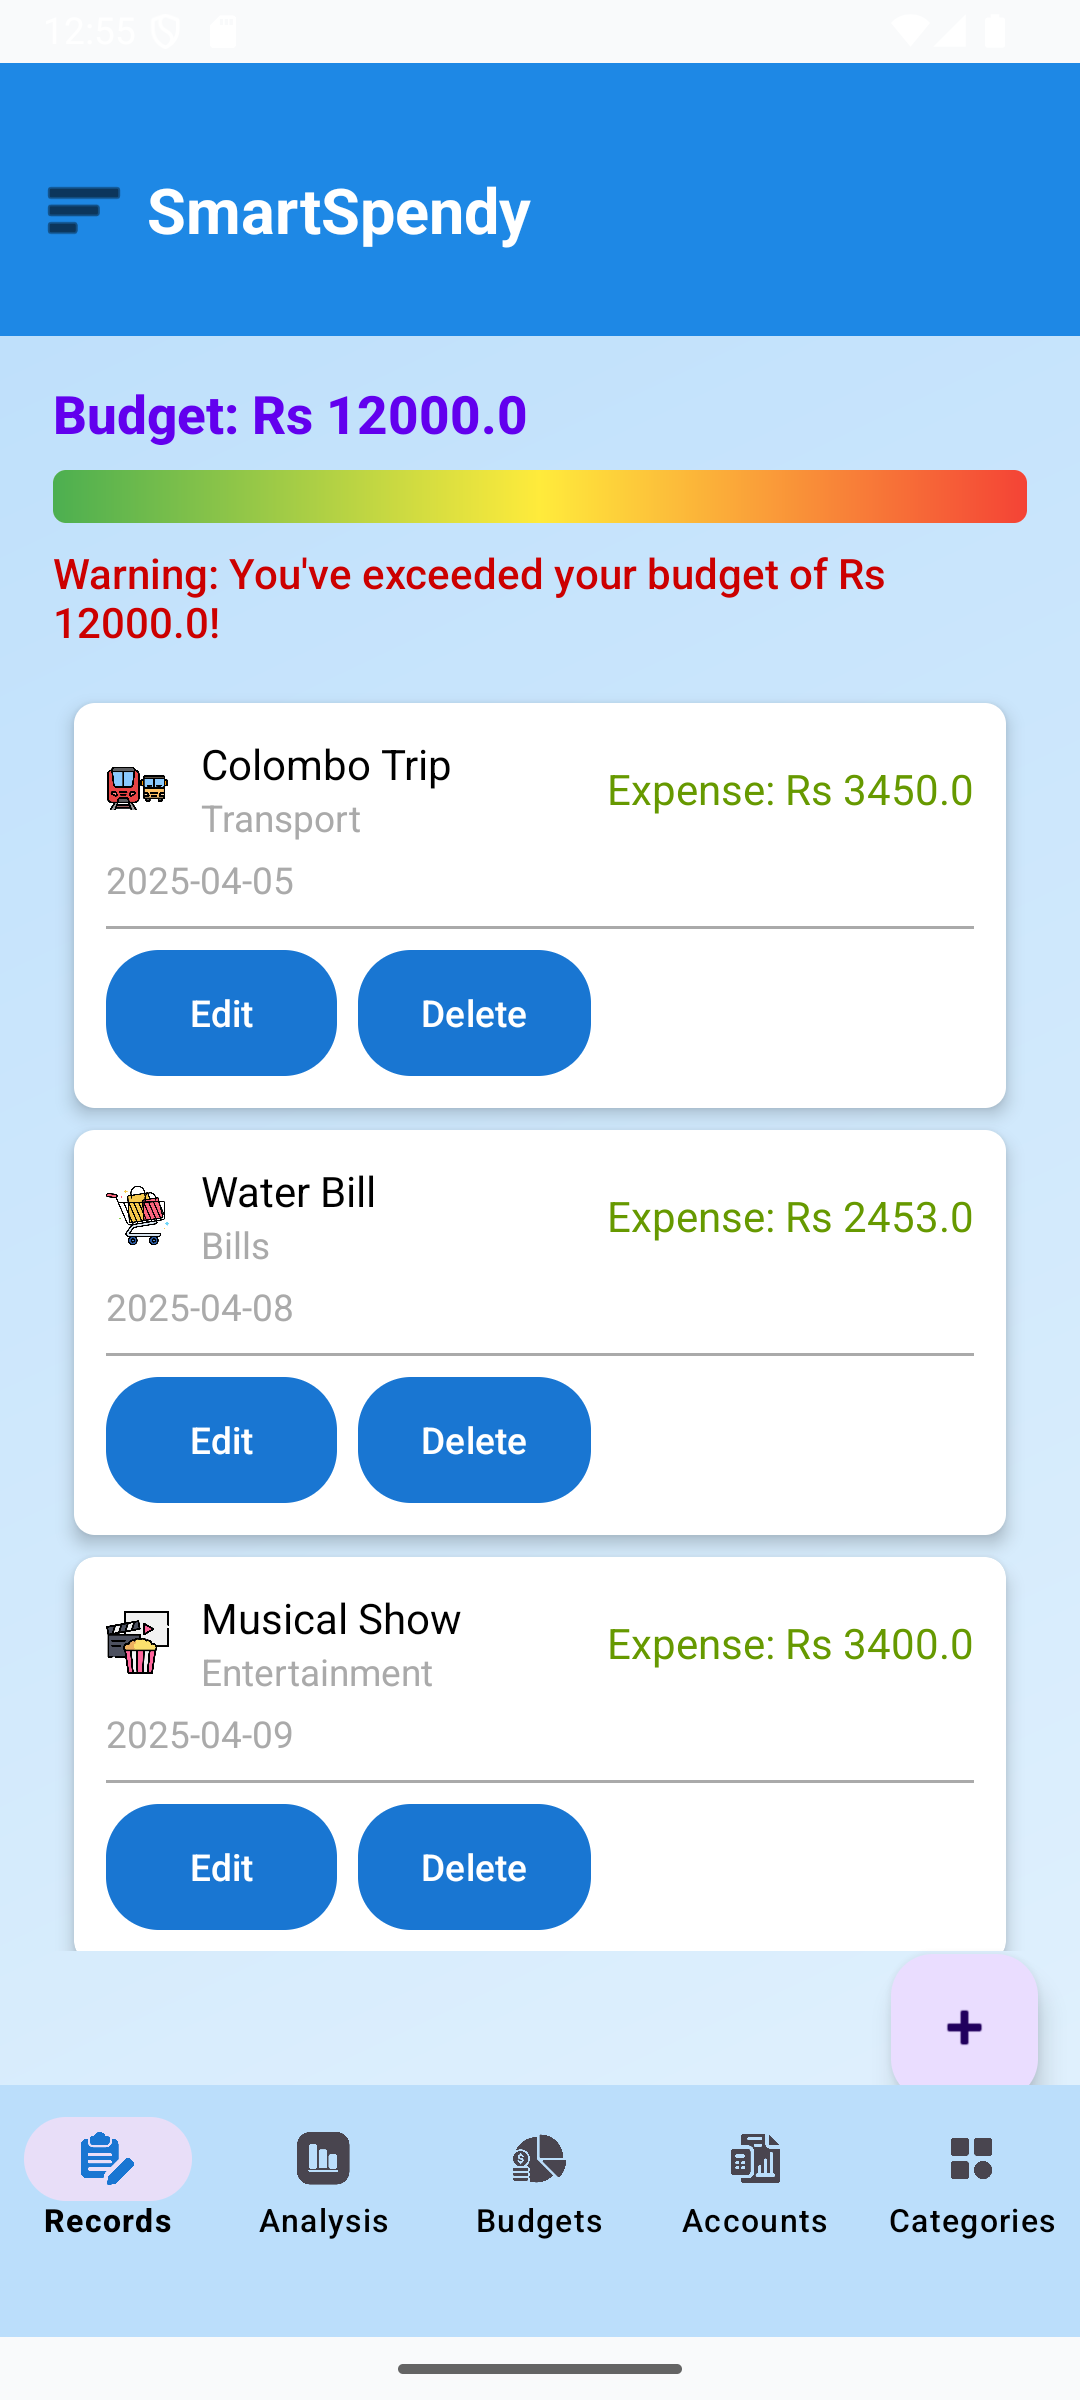 12:55
SmartSpendy
Budget: Rs 12000.0
Warning: You've exceeded your budget of Rs
12000.0!
Colombo Trip
Expense: Rs 3450.0
Transport
2025-04-05
Edit
Delete
Water Bill
Expense: Rs 2453.0
Bills
2025-04-08
Edit
Delete
Musical Show
Expense: Rs 3400.0
Entertainment
2025-04-09
Edit
Delete
Records
Analysis
Budgets
Accounts
Categories